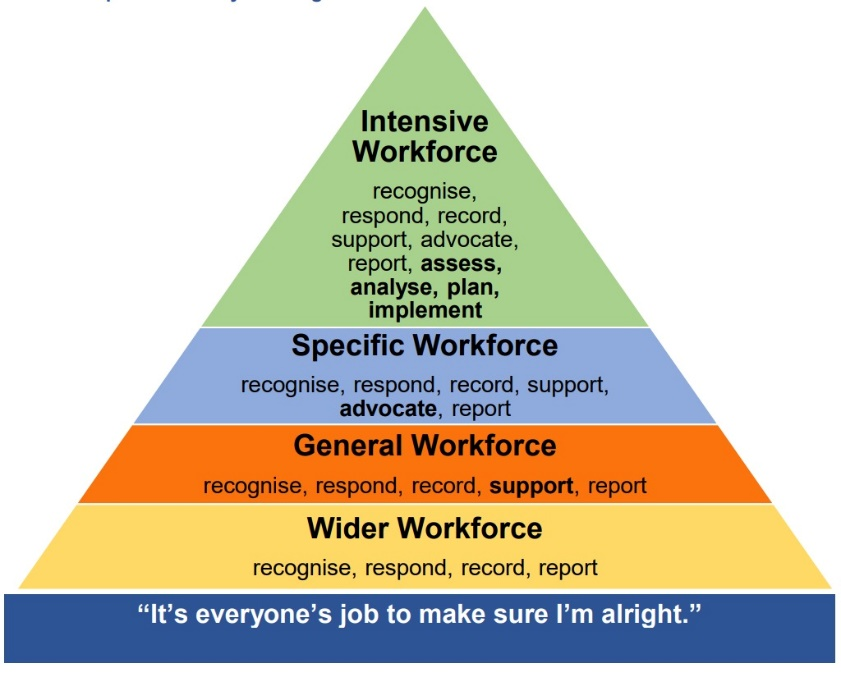 Intensive
Workforce
recognise,
respond, record,
support, advocate,
report, assess,
analyse, plan,
implement
Specific Workforce
recognise, respond, record, support,
advocate, report
General Workforce
recognise, respond, record, support, report
Wider Workforce
recognise, respond, record, report
“It’s everyone’s job to make sure I’m alright.”